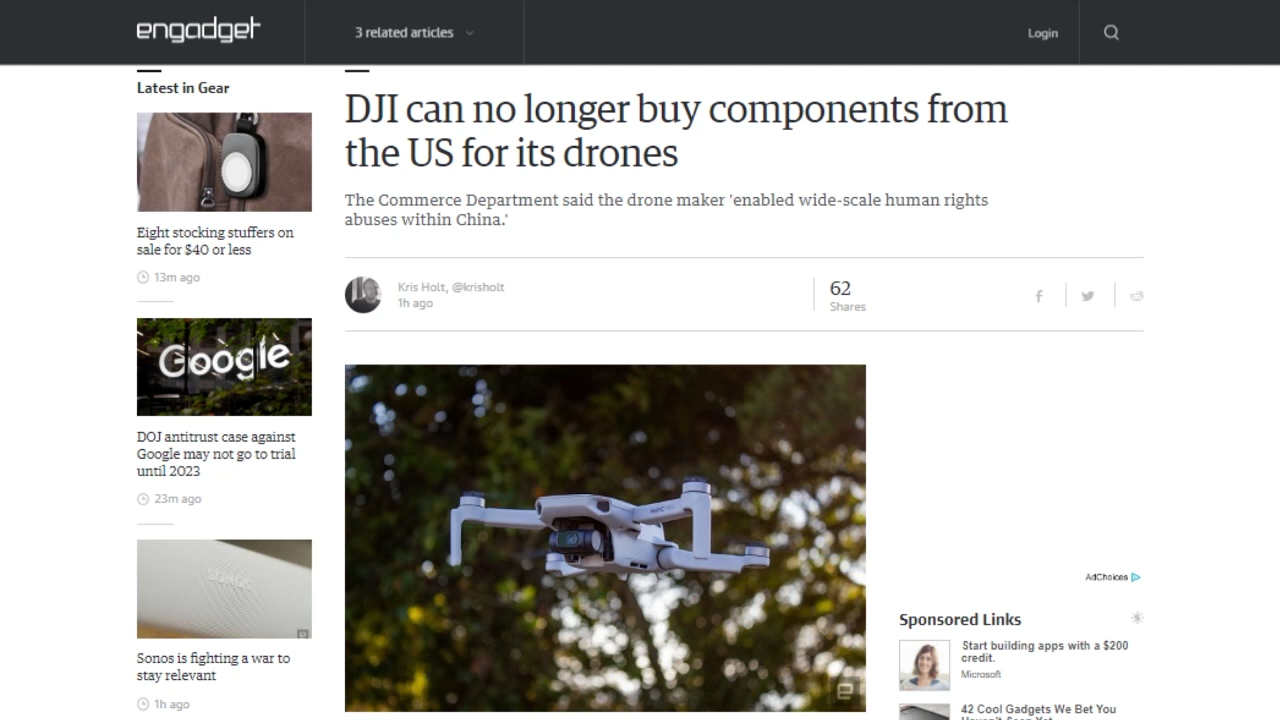 engadget
3 related articles
Login
Latest in Gear
Eight stocking stuffers on
sale for $40 or less
13m ago
Google
DOJ antitrust case against
Google may not go to trial
until 2023
23m ago
SONOS
Sonos is fighting a war to
stay relevant
1h ago
DJI can no longer buy components from
the US for its drones
The Commerce Department said the drone maker 'enabled wide-scale human rights
abuses within China.'
Kris Holt, @krisholt
1h ago
62
Shares
AdChoices
Sponsored Links
Start building apps with a $200
credit.
Microsoft
42 Cool Gadgets We Bet You
Haven't Seen Yet